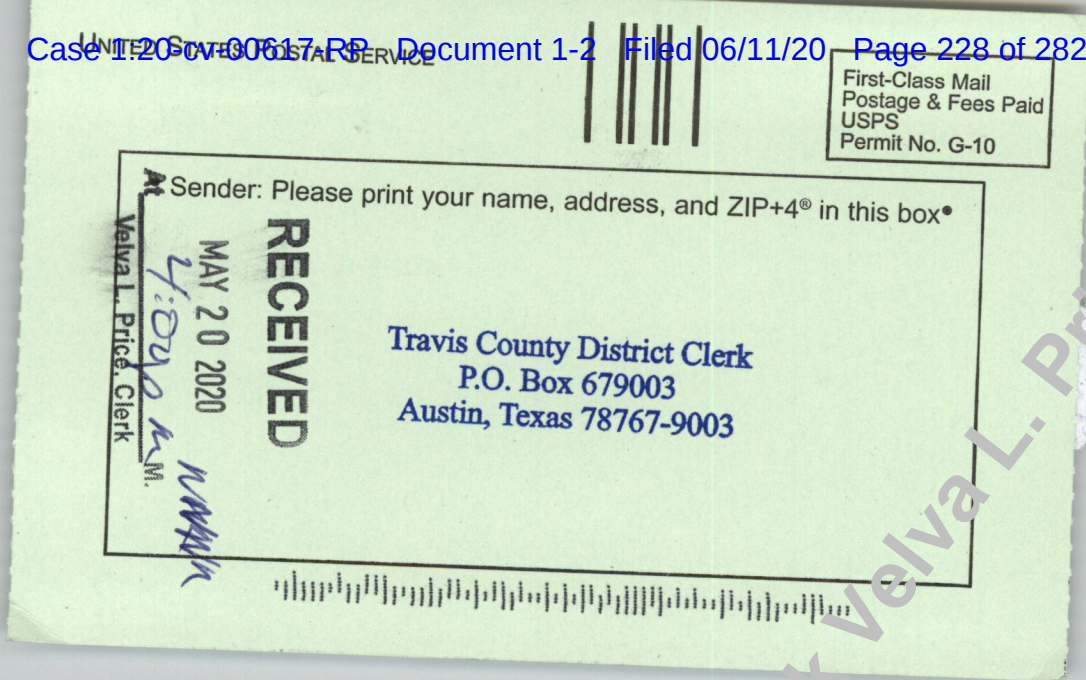 Case 1:20-cv-00617-RP Document 1-2 Filed 06/11/20 Page 228 of 282
UNITED STATES POSTAL SERVICE
First-Class Mail
Postage & Fees Paid
USPS
Permit No. G-10
Sender: Please print your name, address, and ZIP+4® in this box•
RECEIVED
MAY 20 2020
At 4:00 p M.
Velva L. Price, Clerk
Travis County District Clerk
P.O. Box 679003
Austin, Texas 78767-9003
Velva L. Pr